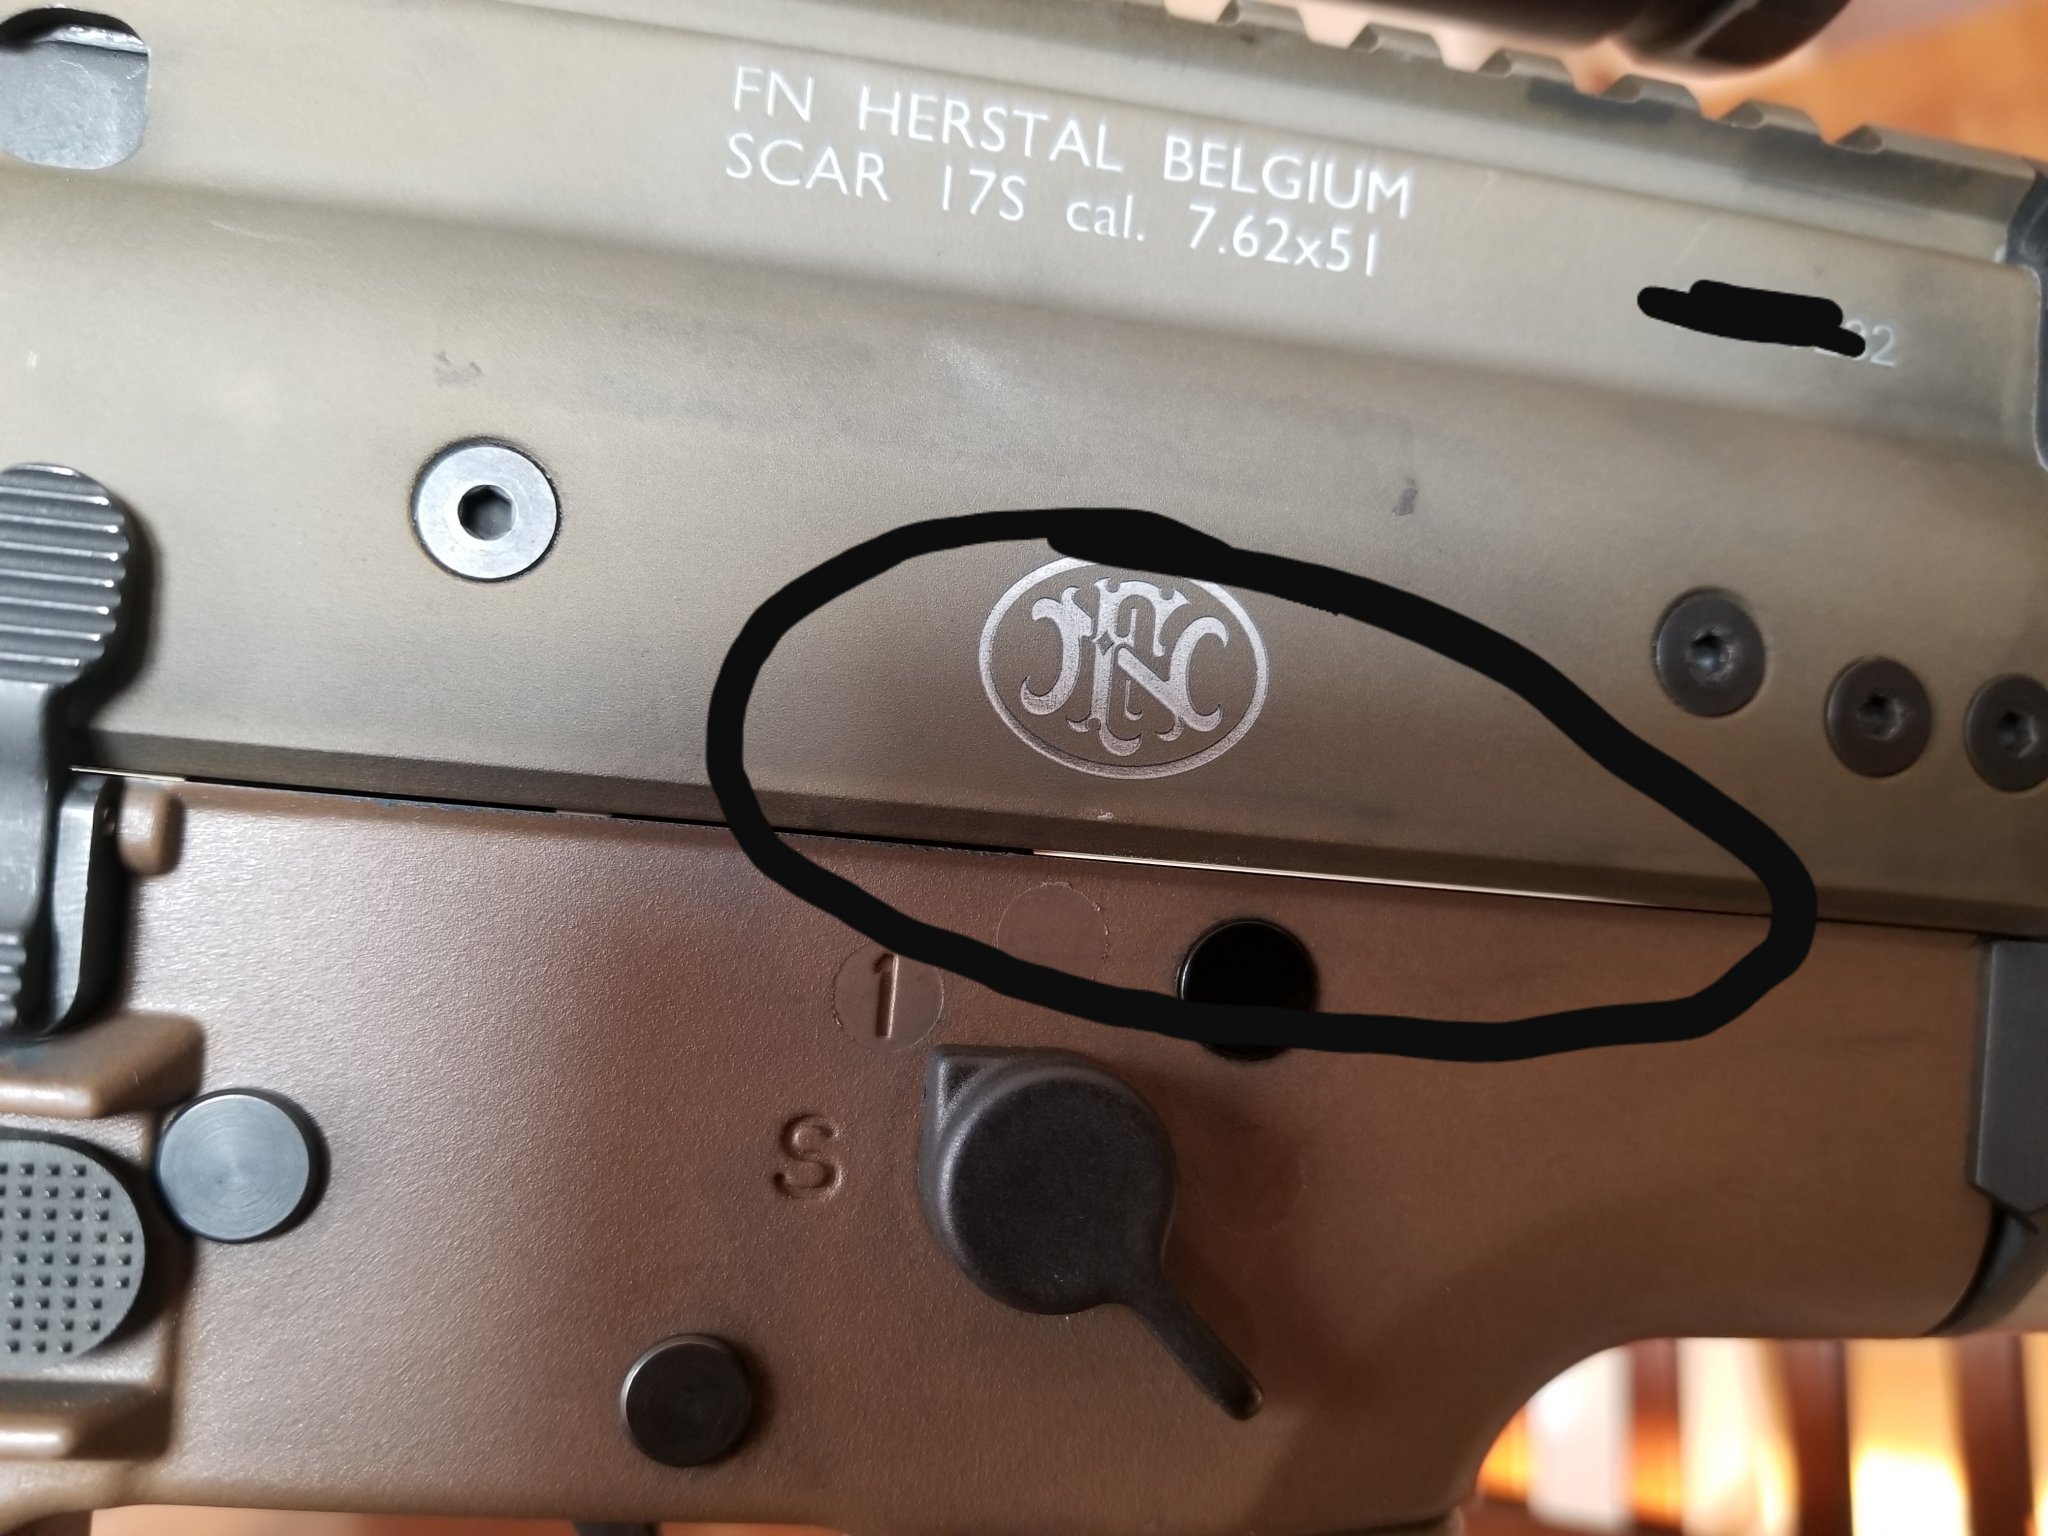 FN HERSTAL BELGIUM
SCAR 17S cal. 7.62x51
FN
1
S